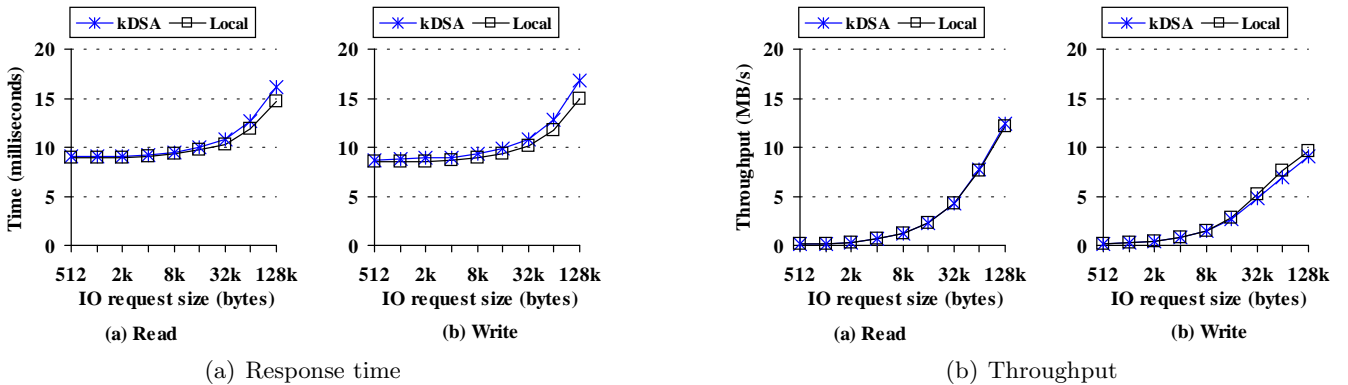 kDSA Local
kDSA Local
kDSA Local
kDSA Local
Time (milliseconds)
20
15
10
5
0
512 2k 8k 32k 128k
IO request size (bytes)
(a) Read
20
15
10
5
0
512 2k 8k 32k 128k
IO request size (bytes)
(b) Write
(a) Response time
Throughput (MB/s)
20
15
10
5
0
512 2k 8k 32k 128k
IO request size (bytes)
(a) Read
20
15
10
5
0
512 2k 8k 32k 128k
IO request size (bytes)
(b) Write
(b) Throughput